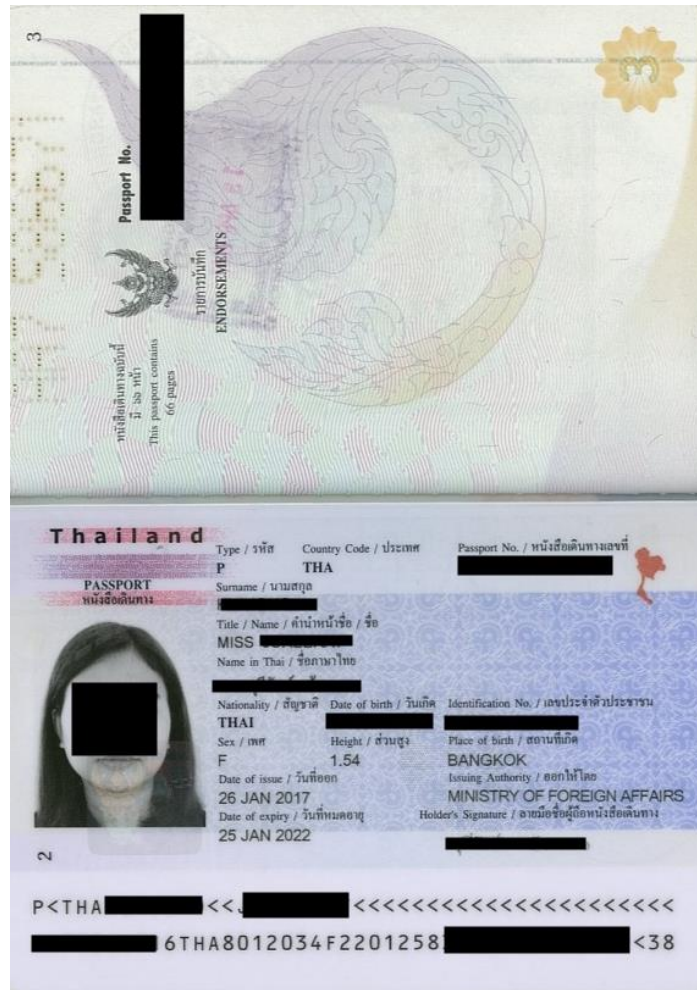 3
Passport No.
หนังสือเดินทางฉบับนี้
มี ๖๖ หน้า
This passport contains
66 pages
รายการบันทึก
ENDORSEMENTS
Thailand
PASSPORT
หนังสือเดินทาง
Type / รหัส Country Code / ประเทศ Passport No. / หนังสือเดินทางเลขที่
P THA
Surname / นามสกุล
Title / Name / คำนำหน้าชื่อ / ชื่อ
MISS
Name in Thai / ชื่อภาษาไทย
Nationality / สัญชาติ Date of birth / วันเกิด Identification No. / เลขประจำตัวประชาชน
THAI
Sex / เพศ Height / ส่วนสูง Place of birth / สถานที่เกิด
F 1.54 BANGKOK
Date of issue / วันที่ออก Issuing Authority / ออกให้โดย
26 JAN 2017 MINISTRY OF FOREIGN AFFAIRS
Date of expiry / วันที่หมดอายุ Holder's Signature / ลายมือชื่อผู้ถือหนังสือเดินทาง
25 JAN 2022
2
P<THA <<<<<<<<<<<<<<<<<<<<<<<<<
6THA8012034F2201258 <38